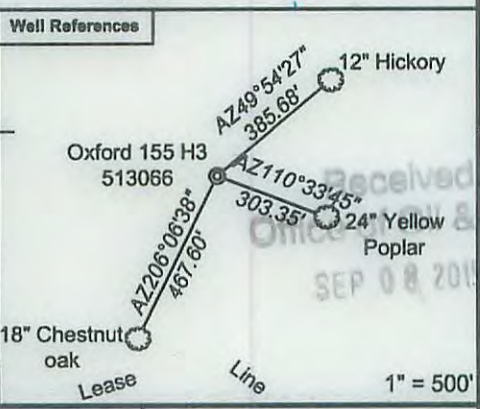 Well References
12" Hickory
AZ49°54'27"
385.68'
Oxford 155 H3
513066
AZ110°33'45"
303.35'
Received
Office of Oil &
24" Yellow
Poplar
SEP 08
AZ206°06'38"
467.60'
18" Chestnut
oak
Lease Line
1" = 500'